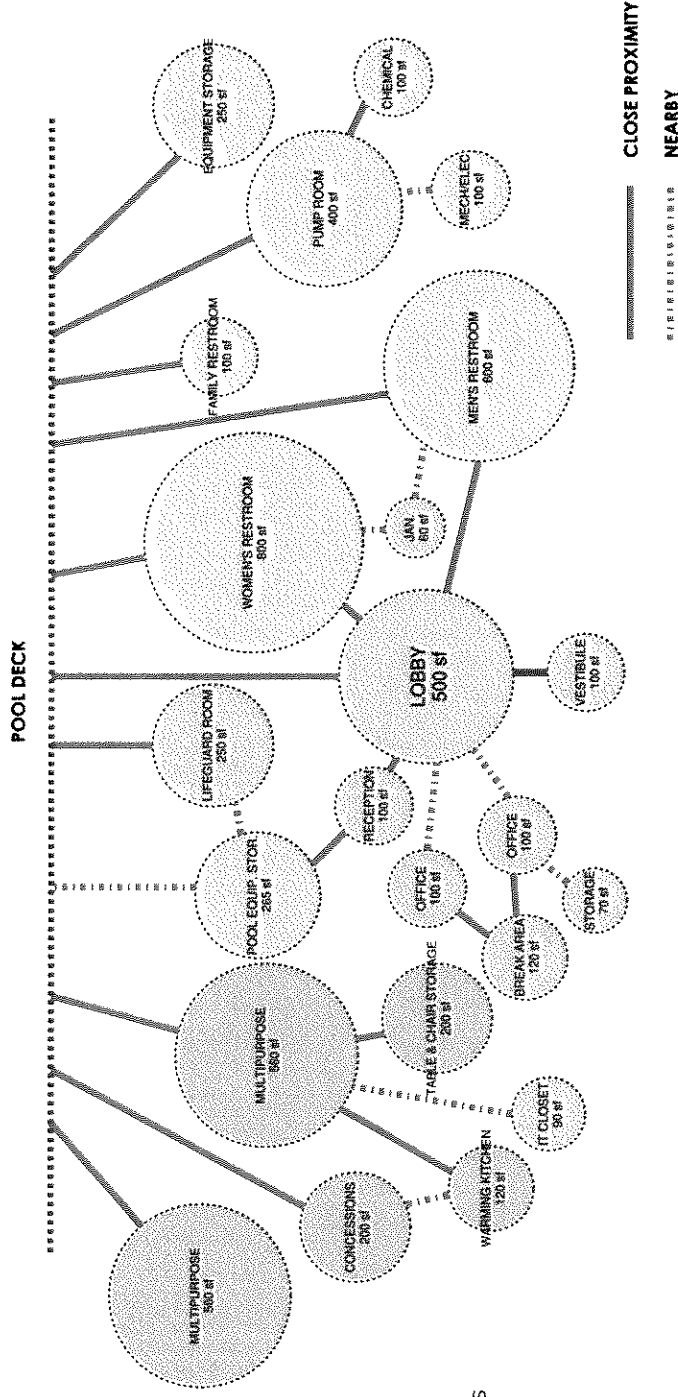 POOL DECK
EQUIPMENT STORAGE
250 sf
CHEMICAL
100 sf
PUMP ROOM
400 sf
MECH/ELEC
100 sf
FAMILY RESTROOM
100 sf
MEN'S RESTROOM
600 sf
WOMEN'S RESTROOM
800 sf
JAN.
60 sf
LOBBY
500 sf
VESTIBULE
100 sf
LIFEGUARD ROOM
250 sf
RECEPTION
100 sf
POOL EQUIP. STOR.
265 sf
OFFICE
100 sf
OFFICE
100 sf
BREAK AREA
120 sf
STORAGE
70 sf
MULTIPURPOSE
TABLE & CHAIR STORAGE
200 sf
IT CLOSET
90 sf
WARMING KITCHEN
120 sf
CONCESSIONS
200 sf
MULTIPURPOSE
CLOSE PROXIMITY
NEARBY